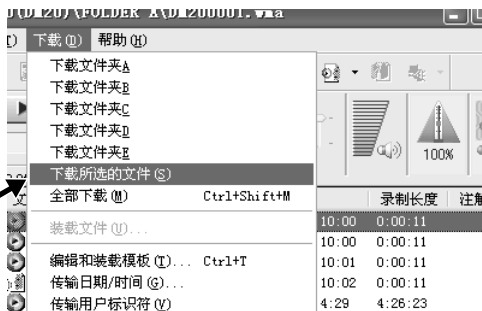 下载(D) 帮助(H)
下载文件夹A
下载文件夹B
下载文件夹C
下载文件夹D
下载文件夹E
下载所选的文件(S)
全部下载(M) Ctrl+Shift+M
装载文件(U)...
编辑和装载模板(T)... Ctrl+T
传输日期/时间(G)...
传输用户标识符(V)
100%
录制长度 注解
10:00 0:00:11
10:00 0:00:11
10:01 0:00:11
10:02 0:00:11
4:29 4:26:23